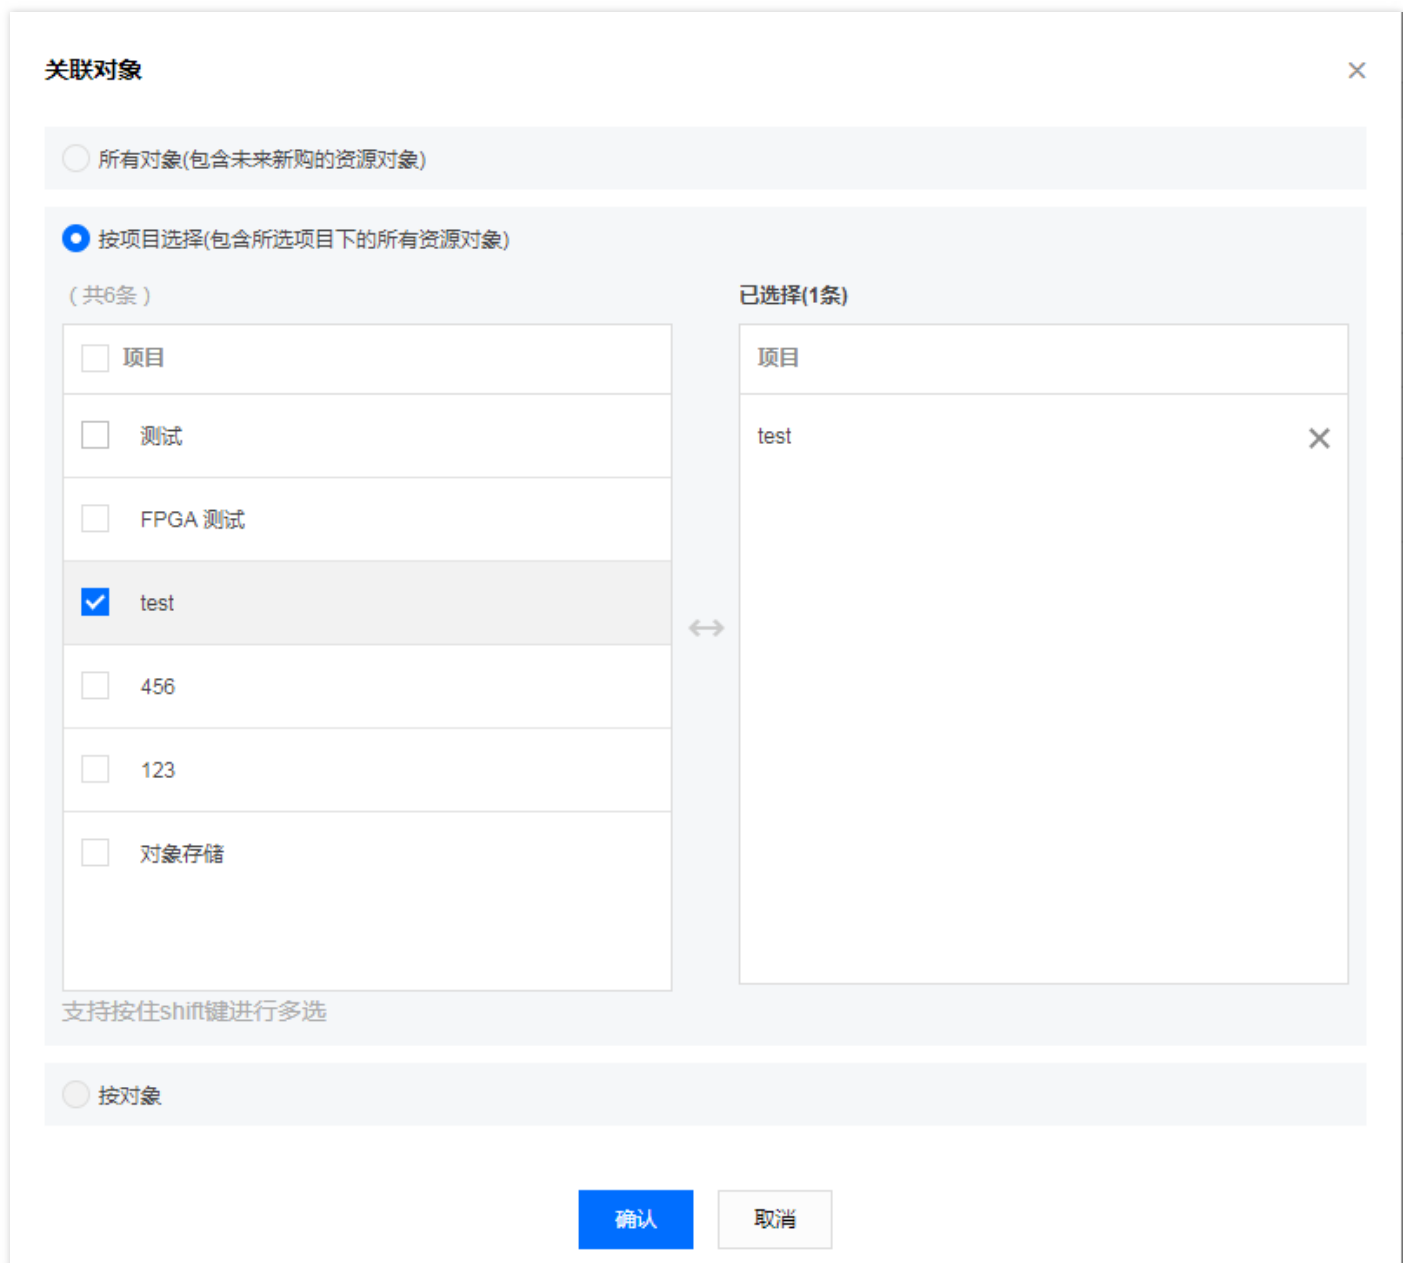 关联对象
所有对象(包含未来新购的资源对象)
按项目选择(包含所选项目下的所有资源对象)
（共6条）
项目
测试
FPGA 测试
test
456
123
对象存储
支持按住shift键进行多选
已选择(1条)
项目
test
按对象
确认
取消